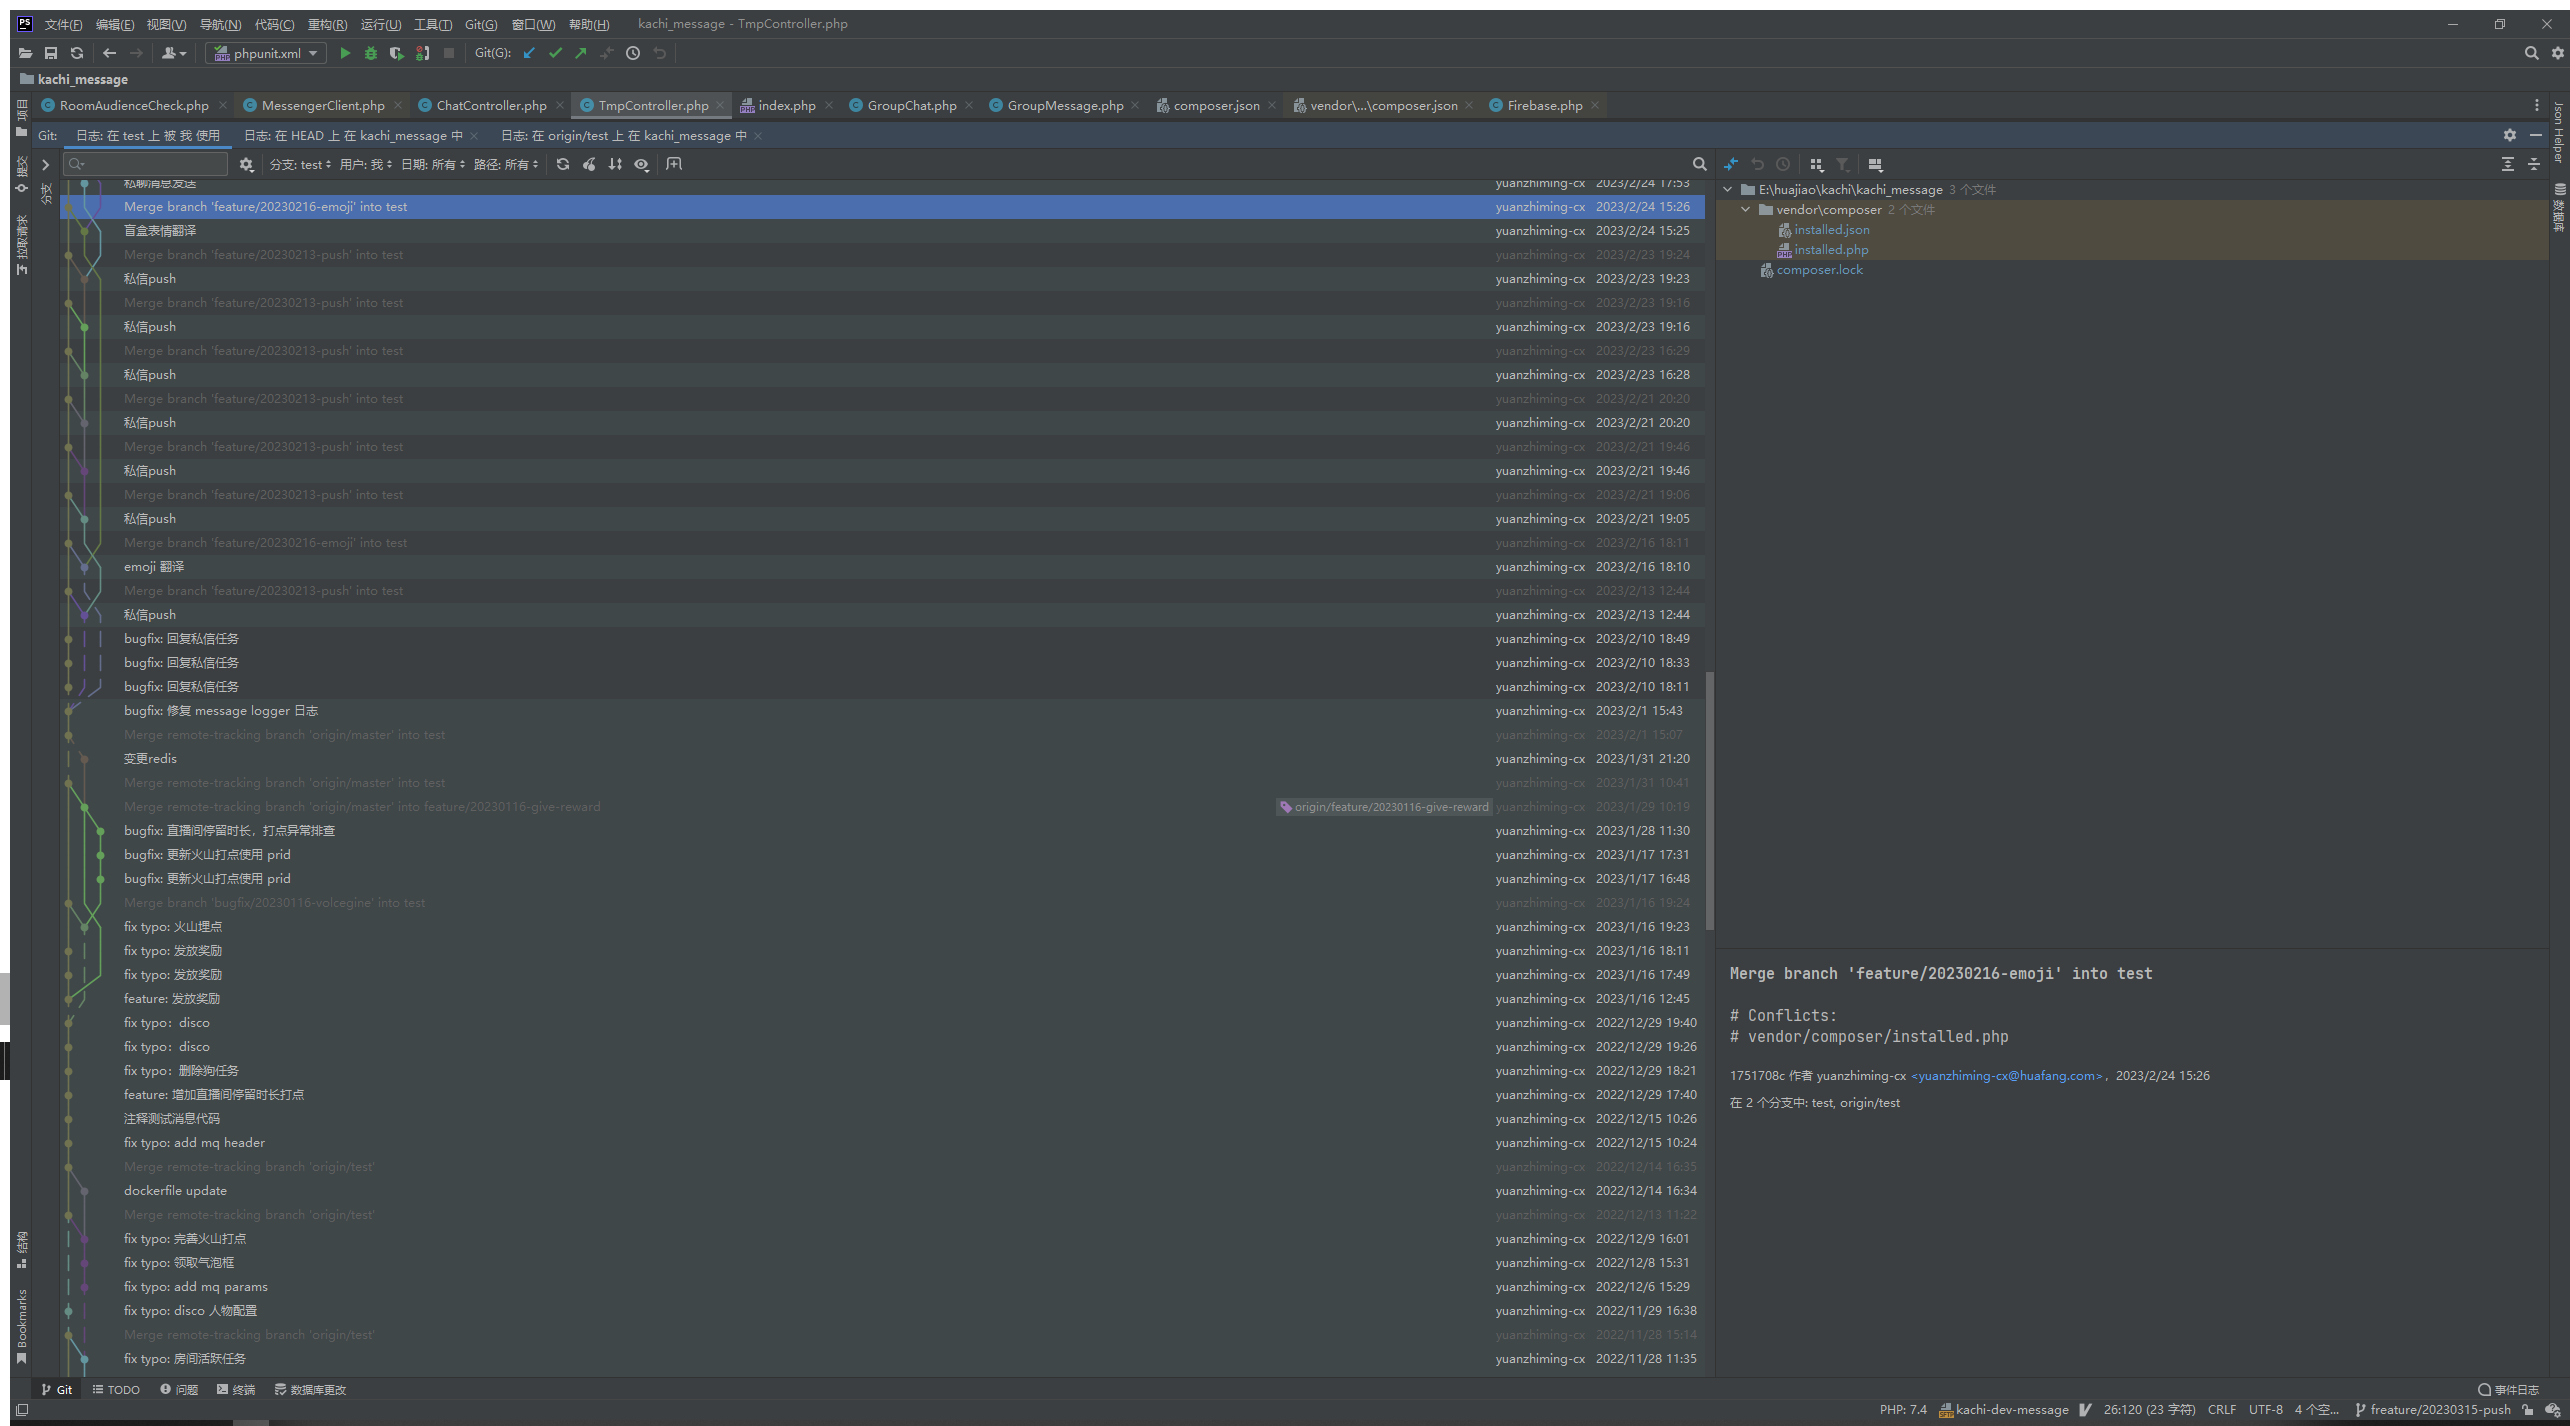 文件(F) 编辑(E) 视图(V) 导航(N) 代码(C) 重构(R) 运行(U) 工具(T) Git(G) 窗口(W) 帮助(H) kachi_message - TmpController.php
phpunit.xml Git(G):
kachi_message
RoomAudienceCheck.php MessengerClient.php ChatController.php TmpController.php index.php GroupChat.php GroupMessage.php composer.json vendor\...\composer.json Firebase.php
Git: 日志: 在 test 上 被 我 使用 日志: 在 HEAD 上 在 kachi_message 中 日志: 在 origin/test 上 在 kachi_message 中
分支: test 用户: 我 日期: 所有 路径: 所有
私聊消息发送 yuanzhiming-cx 2023/2/24 17:53
Merge branch 'feature/20230216-emoji' into test yuanzhiming-cx 2023/2/24 15:26
盲盒表情翻译 yuanzhiming-cx 2023/2/24 15:25
Merge branch 'feature/20230213-push' into test yuanzhiming-cx 2023/2/23 19:24
私信push yuanzhiming-cx 2023/2/23 19:23
Merge branch 'feature/20230213-push' into test yuanzhiming-cx 2023/2/23 19:16
私信push yuanzhiming-cx 2023/2/23 19:16
Merge branch 'feature/20230213-push' into test yuanzhiming-cx 2023/2/23 16:29
私信push yuanzhiming-cx 2023/2/23 16:28
Merge branch 'feature/20230213-push' into test yuanzhiming-cx 2023/2/21 20:20
私信push yuanzhiming-cx 2023/2/21 20:20
Merge branch 'feature/20230213-push' into test yuanzhiming-cx 2023/2/21 19:46
私信push yuanzhiming-cx 2023/2/21 19:46
Merge branch 'feature/20230213-push' into test yuanzhiming-cx 2023/2/21 19:06
私信push yuanzhiming-cx 2023/2/21 19:05
Merge branch 'feature/20230216-emoji' into test yuanzhiming-cx 2023/2/16 18:11
emoji 翻译 yuanzhiming-cx 2023/2/16 18:10
Merge branch 'feature/20230213-push' into test yuanzhiming-cx 2023/2/13 12:44
私信push yuanzhiming-cx 2023/2/13 12:44
bugfix: 回复私信任务 yuanzhiming-cx 2023/2/10 18:49
bugfix: 回复私信任务 yuanzhiming-cx 2023/2/10 18:33
bugfix: 回复私信任务 yuanzhiming-cx 2023/2/10 18:11
bugfix: 修复 message logger 日志 yuanzhiming-cx 2023/2/1 15:43
Merge remote-tracking branch 'origin/master' into test yuanzhiming-cx 2023/2/1 15:07
变更redis yuanzhiming-cx 2023/1/31 21:20
Merge remote-tracking branch 'origin/master' into test yuanzhiming-cx 2023/1/31 10:41
Merge remote-tracking branch 'origin/master' into feature/20230116-give-reward origin/feature/20230116-give-reward yuanzhiming-cx 2023/1/29 10:19
bugfix: 直播间停留时长，打点异常排查 yuanzhiming-cx 2023/1/28 11:30
bugfix: 更新火山打点使用 prid yuanzhiming-cx 2023/1/17 17:31
bugfix: 更新火山打点使用 prid yuanzhiming-cx 2023/1/17 16:48
Merge branch 'bugfix/20230116-volcegine' into test yuanzhiming-cx 2023/1/16 19:24
fix typo: 火山埋点 yuanzhiming-cx 2023/1/16 19:23
fix typo: 发放奖励 yuanzhiming-cx 2023/1/16 18:11
fix typo: 发放奖励 yuanzhiming-cx 2023/1/16 17:49
feature: 发放奖励 yuanzhiming-cx 2023/1/16 12:45
fix typo：disco yuanzhiming-cx 2022/12/29 19:40
fix typo：disco yuanzhiming-cx 2022/12/29 19:26
fix typo：删除狗任务 yuanzhiming-cx 2022/12/29 18:21
feature: 增加直播间停留时长打点 yuanzhiming-cx 2022/12/29 17:40
注释测试消息代码 yuanzhiming-cx 2022/12/15 10:26
fix typo: add mq header yuanzhiming-cx 2022/12/15 10:24
Merge remote-tracking branch 'origin/test' yuanzhiming-cx 2022/12/14 16:35
dockerfile update yuanzhiming-cx 2022/12/14 16:34
Merge remote-tracking branch 'origin/test' yuanzhiming-cx 2022/12/13 11:22
fix typo: 完善火山打点 yuanzhiming-cx 2022/12/9 16:01
fix typo: 领取气泡框 yuanzhiming-cx 2022/12/8 15:31
fix typo: add mq params yuanzhiming-cx 2022/12/6 15:29
fix typo: disco 人物配置 yuanzhiming-cx 2022/11/29 16:38
Merge remote-tracking branch 'origin/test' yuanzhiming-cx 2022/11/28 15:14
fix typo: 房间活跃任务 yuanzhiming-cx 2022/11/28 11:35
E:\huajiao\kachi\kachi_message 3 个文件
vendor\composer 2 个文件
installed.json
installed.php
composer.lock
Merge branch 'feature/20230216-emoji' into test
# Conflicts:
# vendor/composer/installed.php
1751708c 作者 yuanzhiming-cx <yuanzhiming-cx@huafang.com>，2023/2/24 15:26
在 2 个分支中: test, origin/test
项目
提交
拉取请求
分支
结构
Bookmarks
Json Helper
数据库
Git TODO 问题 终端 数据库更改 事件日志
PHP: 7.4 kachi-dev-message 26:120 (23 字符) CRLF UTF-8 4 个空... freature/20230315-push